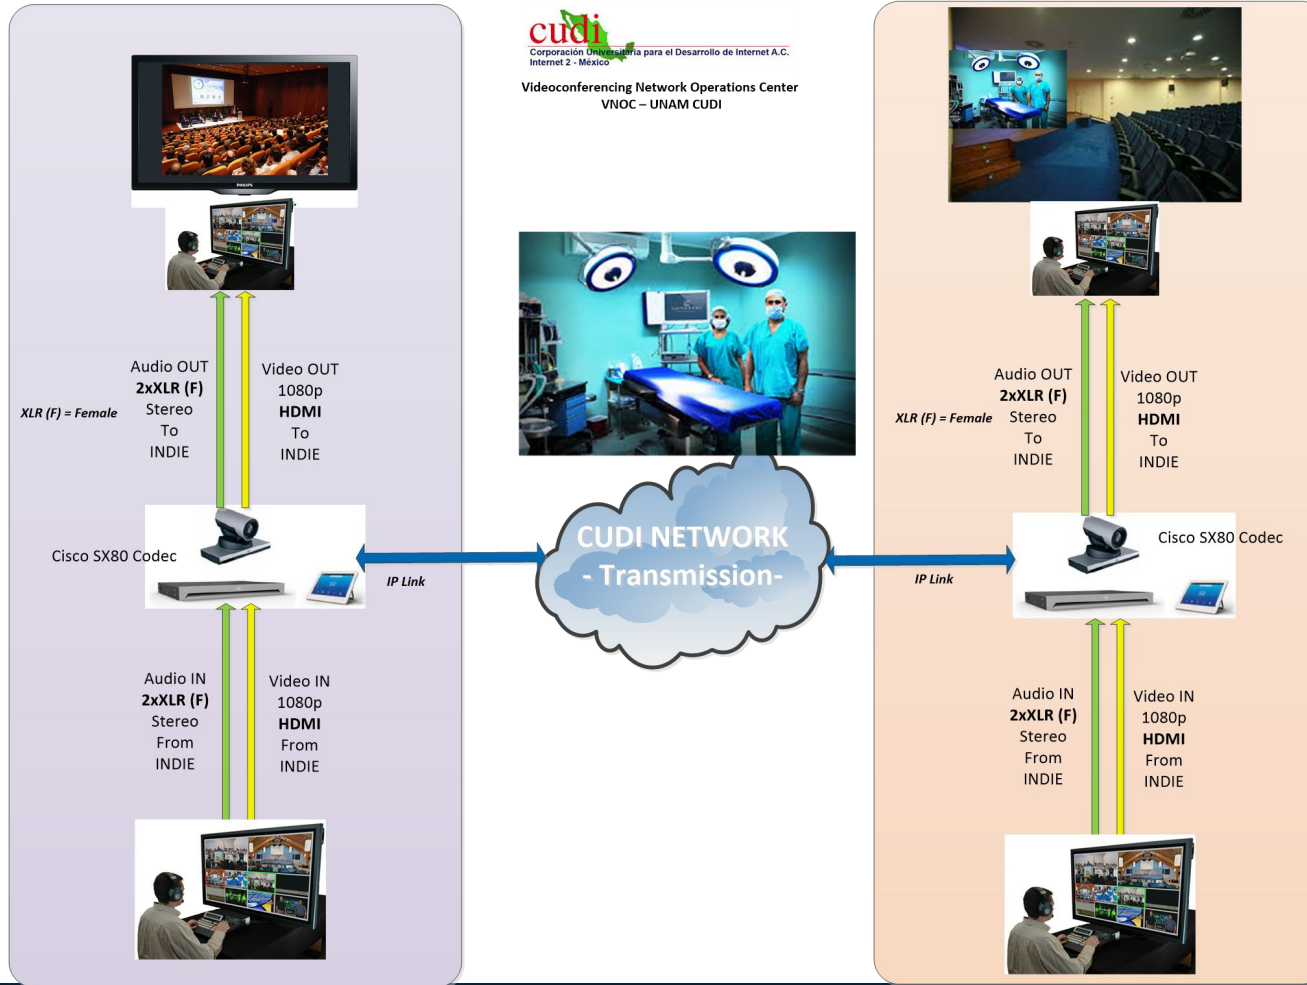 cudi
Corporación Universitaria para el Desarrollo de Internet A.C.
Internet 2 - México
Videoconferencing Network Operations Center
VNOC – UNAM CUDI
PHILIPS
Audio OUT
2xXLR (F)
Stereo
To
INDIE
Video OUT
1080p
HDMI
To
INDIE
XLR (F) = Female
Cisco SX80 Codec
IP Link
Audio IN
2xXLR (F)
Stereo
From
INDIE
Video IN
1080p
HDMI
From
INDIE
CUDI NETWORK
- Transmission-
Audio OUT
2xXLR (F)
Stereo
To
INDIE
Video OUT
1080p
HDMI
To
INDIE
XLR (F) = Female
Cisco SX80 Codec
IP Link
Audio IN
2xXLR (F)
Stereo
From
INDIE
Video IN
1080p
HDMI
From
INDIE